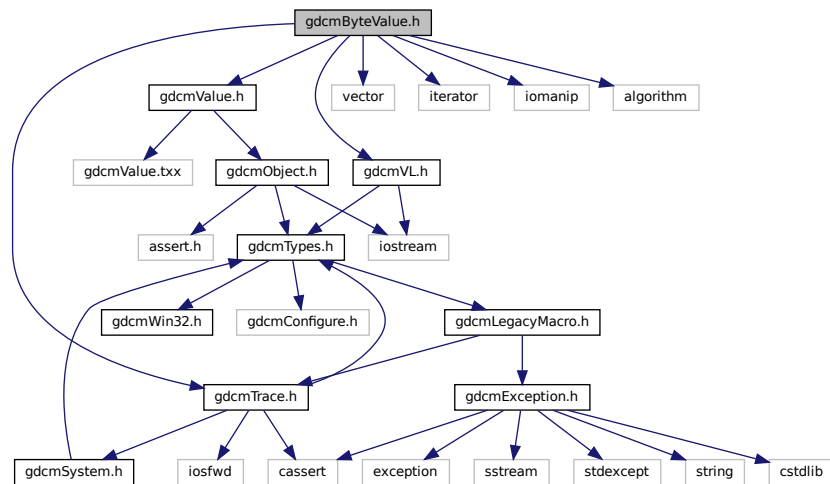 gdcmByteValue.h
gdcmValue.h
vector
iterator
iomanip
algorithm
gdcmValue.txx
gdcmObject.h
gdcmVL.h
assert.h
gdcmTypes.h
iostream
gdcmWin32.h
gdcmConfigure.h
gdcmLegacyMacro.h
gdcmTrace.h
gdcmException.h
gdcmSystem.h
iosfwd
cassert
exception
sstream
stdexcept
string
cstdlib